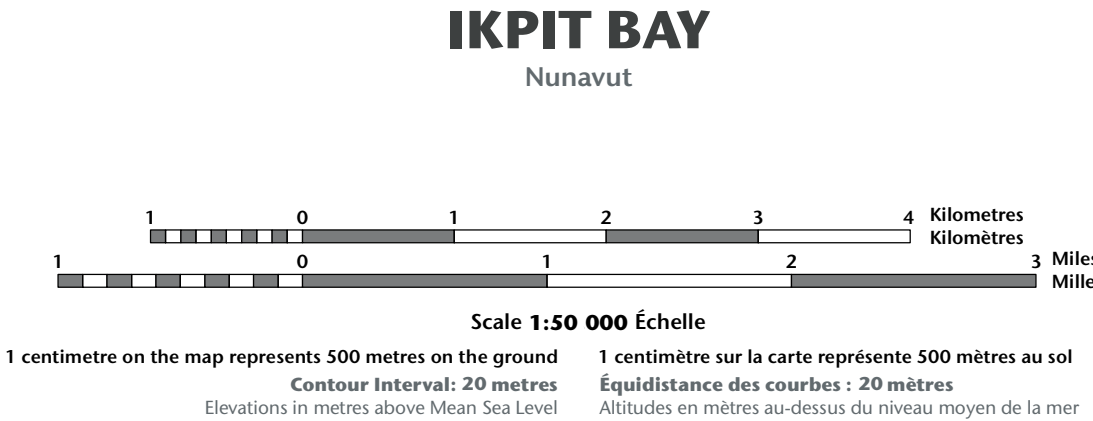 IKPIT BAY
Nunavut
1 0 1 2 3 4 Kilometres
Kilomètres
1 0 1 2 3 Miles
Mille
Scale 1:50 000 Échelle
1 centimetre on the map represents 500 metres on the ground
Contour Interval: 20 metres
Elevations in metres above Mean Sea Level
1 centimètre sur la carte représente 500 mètres au sol
Équidistance des courbes : 20 mètres
Altitudes en mètres au-dessus du niveau moyen de la mer